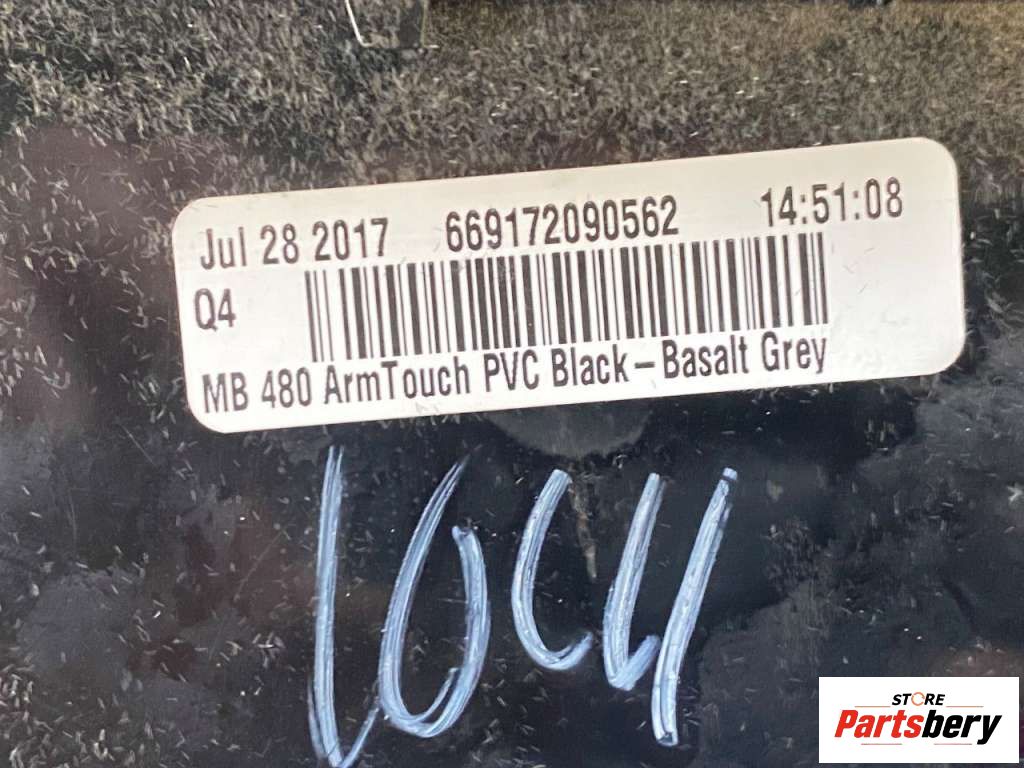 Jul 28 2017 669172090562 14:51:08
Q4
MB 480 ArmTouch PVC Black-Basalt Grey
STORE
Partsbery